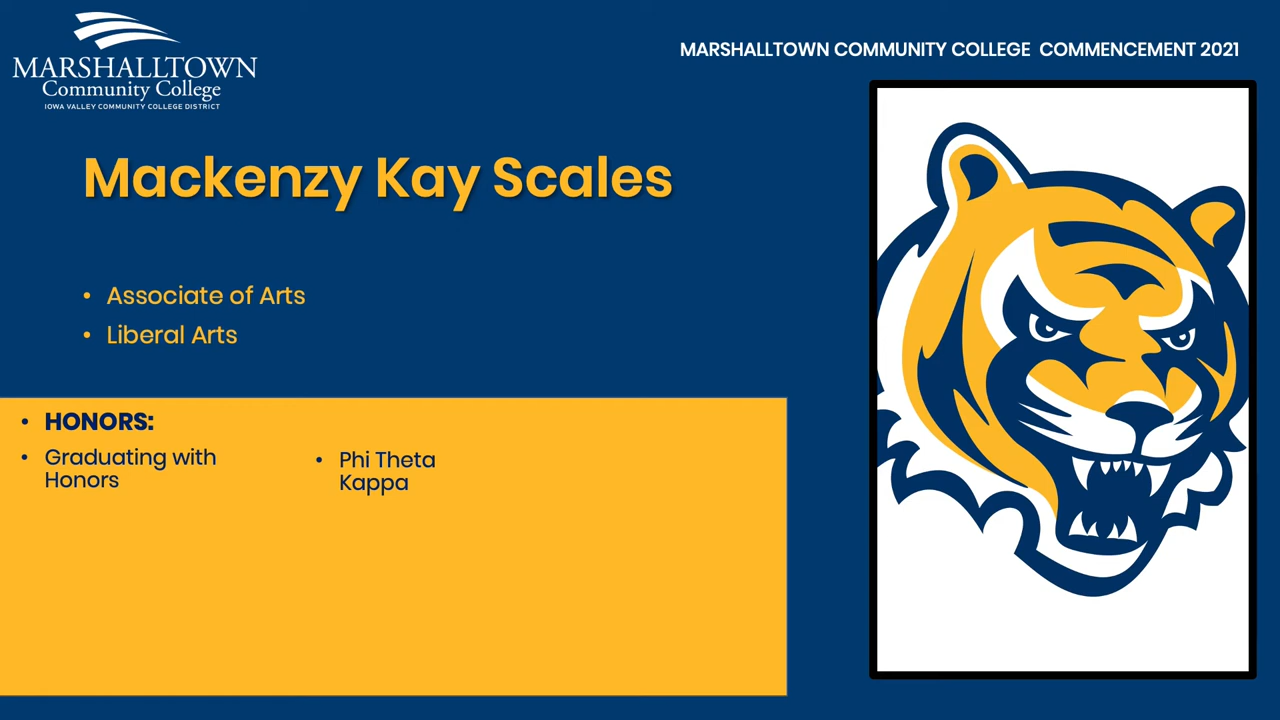 MARSHALLTOWN
Community College
IOWA VALLEY COMMUNITY COLLEGE DISTRICT
MARSHALLTOWN COMMUNITY COLLEGE COMMENCEMENT 2021
Mackenzy Kay Scales
• Associate of Arts
• Liberal Arts
• HONORS:
• Graduating with
Honors
• Phi Theta
Kappa